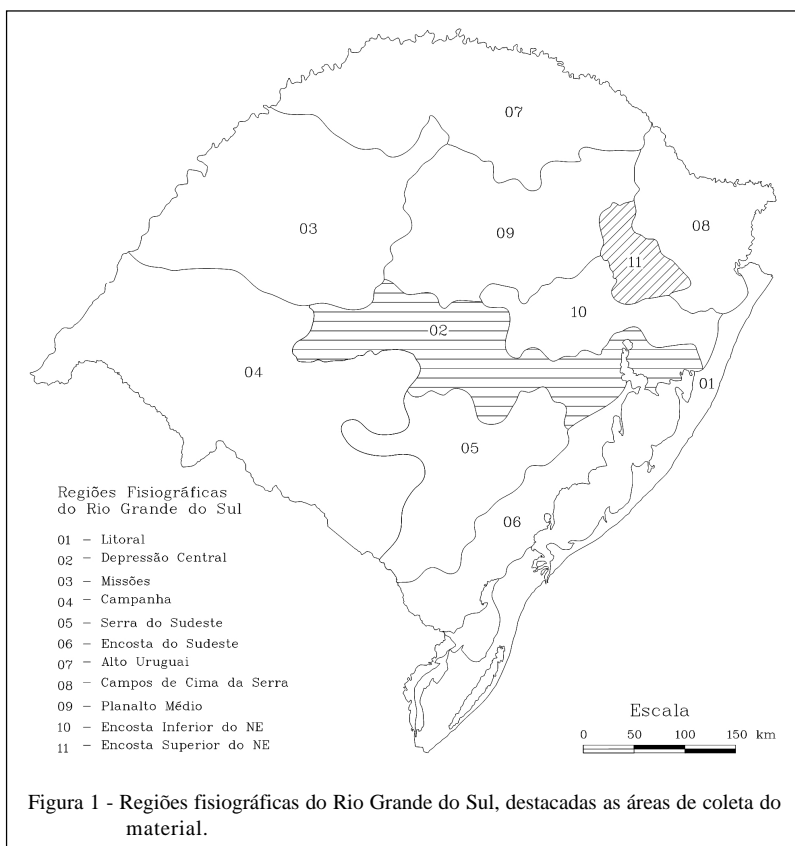 07
03
09
08
11
02
10
04
01
05
06
Regiões Fisiográficas
do Rio Grande do Sul
01 – Litoral
02 – Depressão Central
03 – Missões
04 – Campanha
05 – Serra do Sudeste
06 – Encosta do Sudeste
07 – Alto Uruguai
08 – Campos de Cima da Serra
09 – Planalto Médio
10 – Encosta Inferior do NE
11 – Encosta Superior do NE
Escala
0 50 100 150 km
Figura 1 - Regiões fisiográficas do Rio Grande do Sul, destacadas as áreas de coleta do
material.